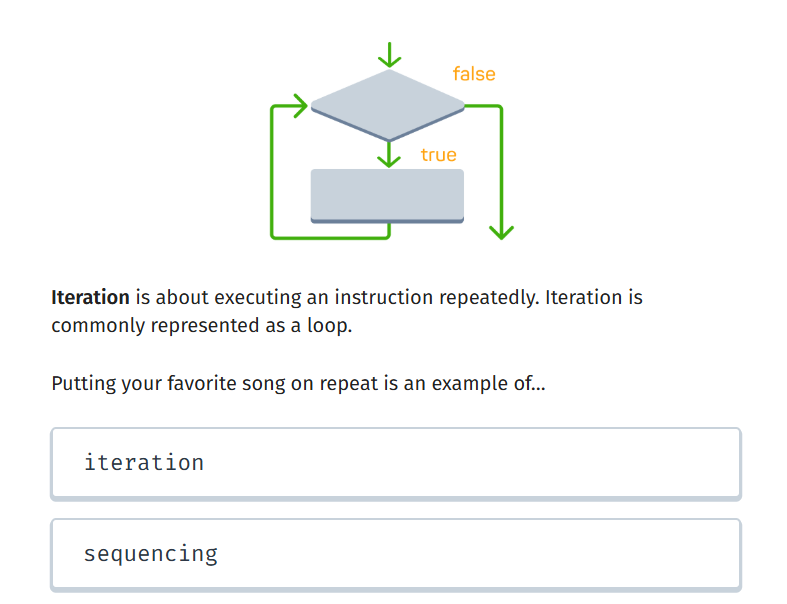 false
true
Iteration is about executing an instruction repeatedly. Iteration is
commonly represented as a loop.
Putting your favorite song on repeat is an example of...
iteration
sequencing